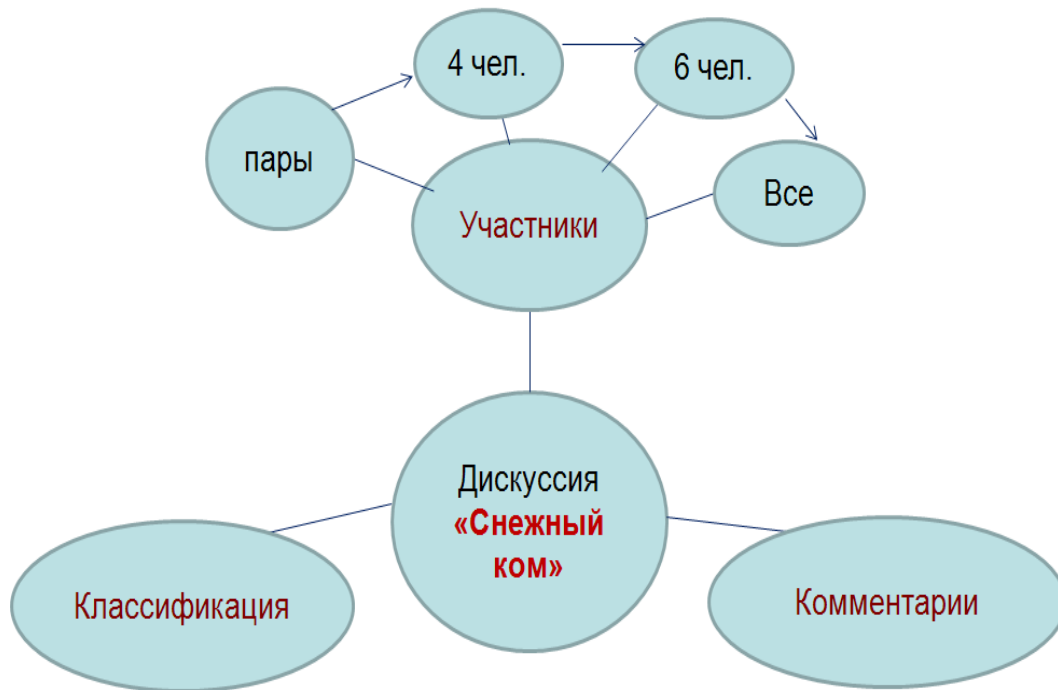 4 чел.
6 чел.
пары
Все
Участники
Дискуссия
«Снежный
ком»
Классификация
Комментарии